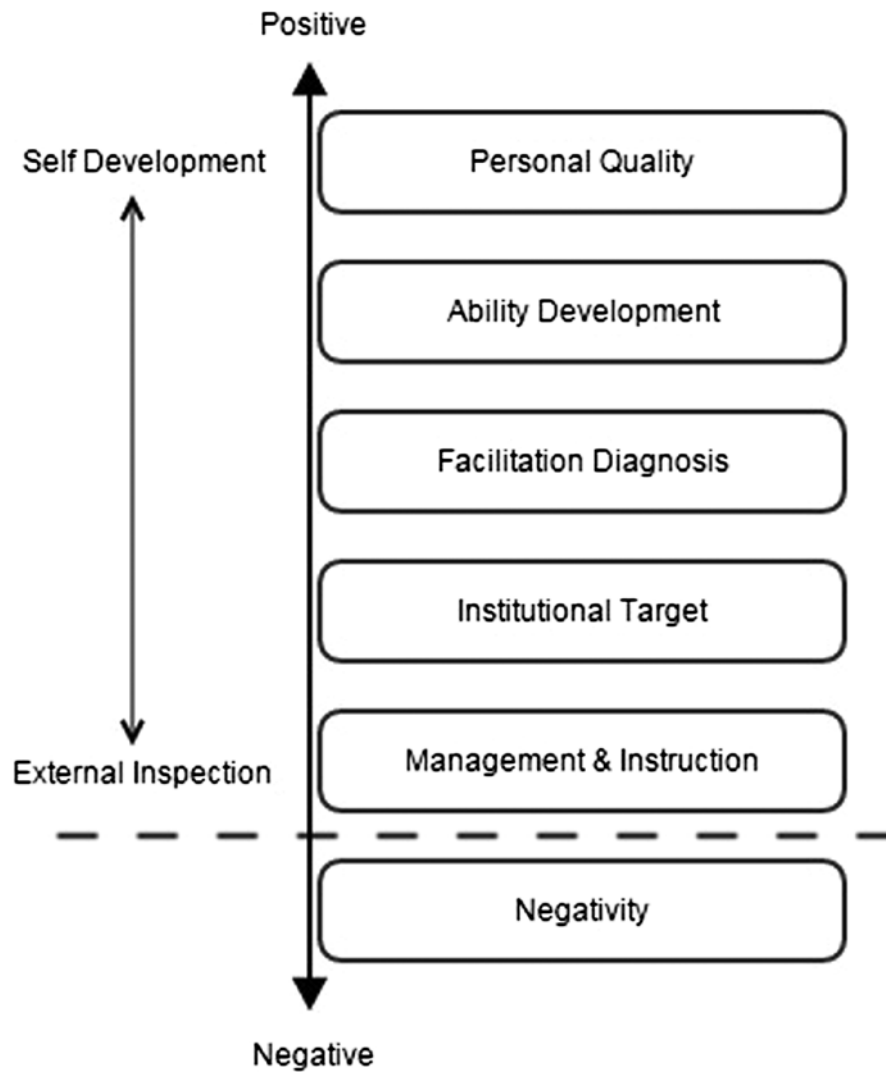 Positive
Self Development
Personal Quality
Ability Development
Facilitation Diagnosis
Institutional Target
Management & Instruction
External Inspection
Negativity
Negative